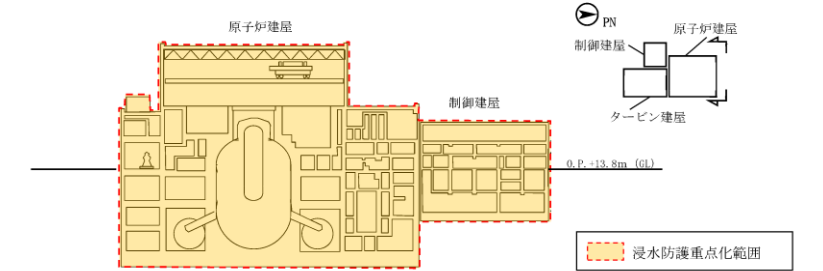 原子炉建屋
PN
原子炉建屋
制御建屋
制御建屋
タービン建屋
O.P.+13.8m (GL)
浸水防護重点化範囲